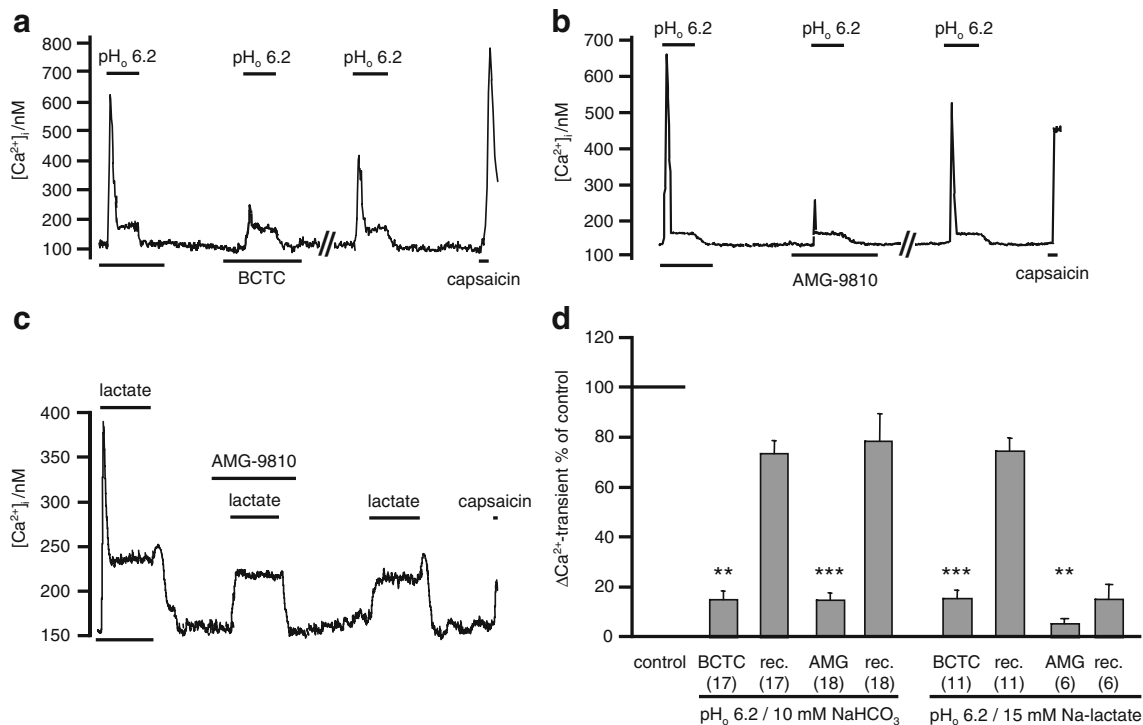 a
[Ca²⁺]ᵢ/nM
800
700
600
500
400
300
200
100
pHₒ 6.2
pHₒ 6.2
pHₒ 6.2
BCTC
capsaicin
b
[Ca²⁺]ᵢ/nM
700
600
500
400
300
200
100
pHₒ 6.2
pHₒ 6.2
pHₒ 6.2
AMG-9810
capsaicin
c
[Ca²⁺]ᵢ/nM
400
350
300
250
200
150
lactate
AMG-9810
lactate
lactate
capsaicin
d
ΔCa²⁺-transient % of control
120
100
80
60
40
20
0
**
***
***
**
control
BCTC rec. AMG rec. BCTC rec. AMG rec.
(17) (17) (18) (18) (11) (11) (6) (6)
pHₒ 6.2 / 10 mM NaHCO₃
pHₒ 6.2 / 15 mM Na-lactate